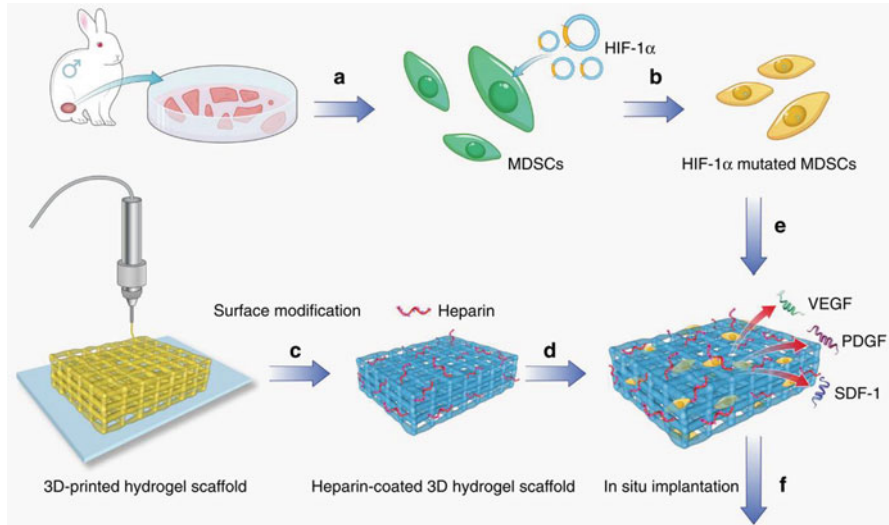 ♂
a
HIF-1α
b
MDSCs
HIF-1α mutated MDSCs
e
Surface modification
Heparin
VEGF
PDGF
SDF-1
c
d
3D-printed hydrogel scaffold
Heparin-coated 3D hydrogel scaffold
In situ implantation
f